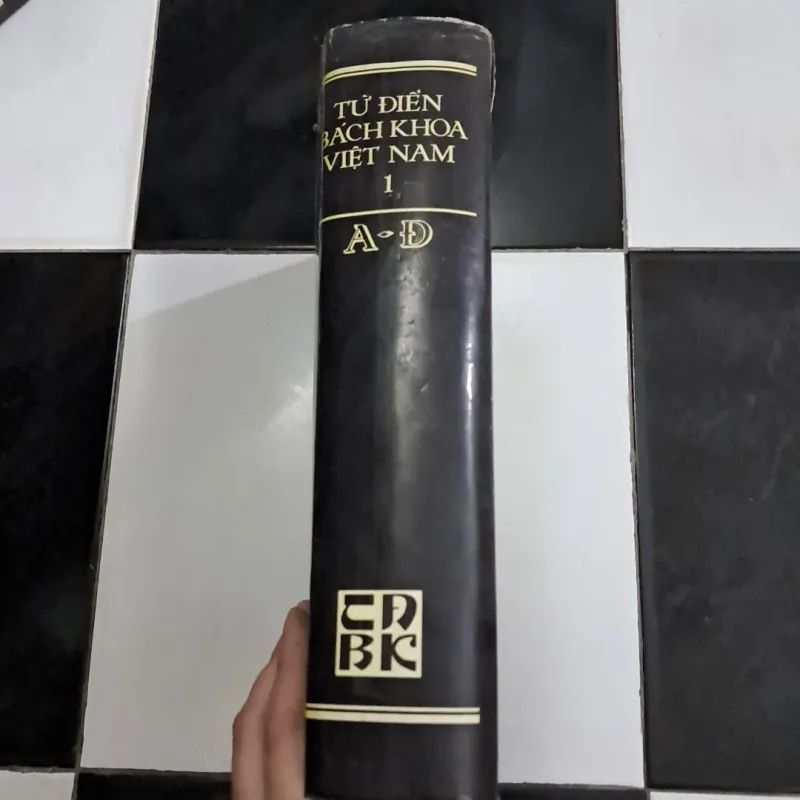 TỪ ĐIỂN
BÁCH KHOA
VIỆT NAM
1
A-Đ
TĐ
BK